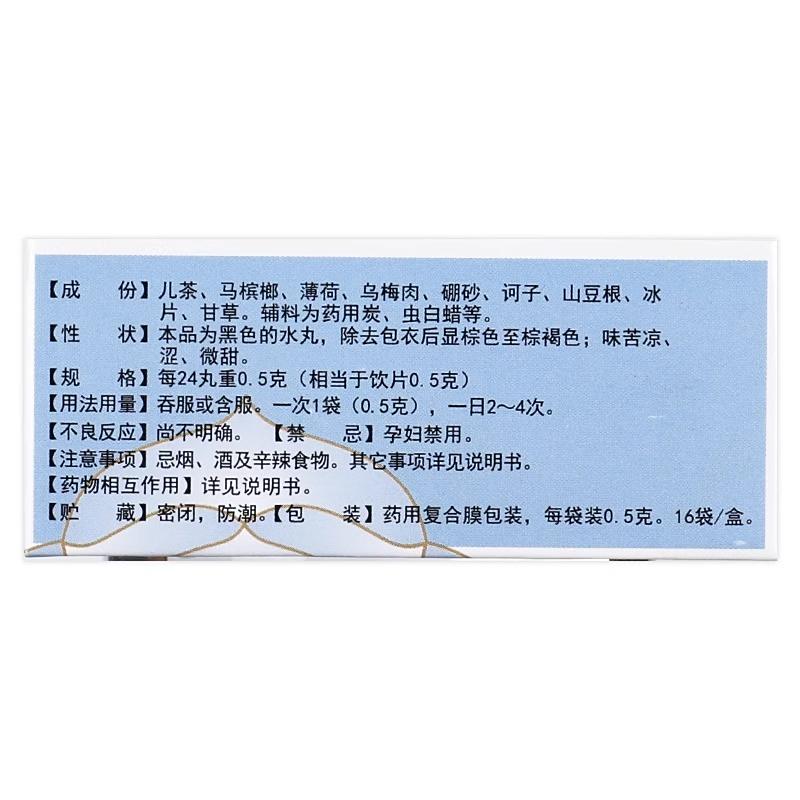 【成 份】儿茶、马槟榔、薄荷、乌梅肉、硼砂、诃子、山豆根、冰
片、甘草。辅料为药用炭、虫白蜡等。
【性 状】本品为黑色的水丸，除去包衣后显棕色至棕褐色；味苦凉、
涩、微甜。
【规 格】每24丸重0.5克（相当于饮片0.5克）
【用法用量】吞服或含服。一次1袋（0.5克），一日2～4次。
【不良反应】尚不明确。 【禁 忌】孕妇禁用。
【注意事项】忌烟、酒及辛辣食物。其它事项详见说明书。
【药物相互作用】详见说明书。
【贮 藏】密闭，防潮。【包 装】药用复合膜包装，每袋装0.5克。16袋/盒。